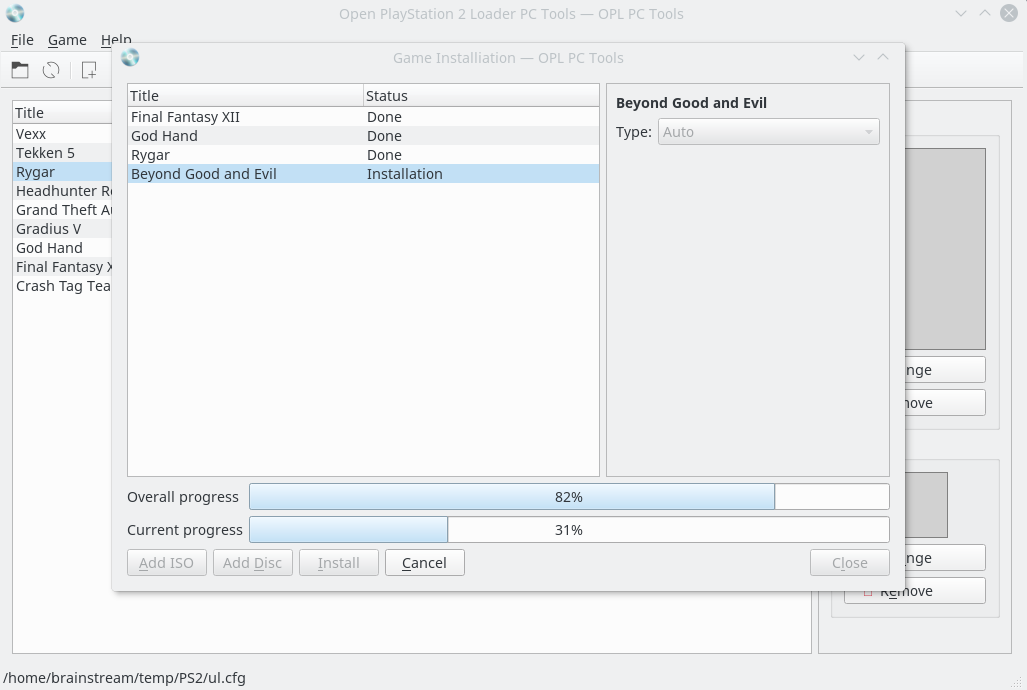 Open PlayStation 2 Loader PC Tools — OPL PC Tools
File Game Help
Game Installiation — OPL PC Tools
Title
Vexx
Tekken 5
Rygar
Headhunter
Grand Theft
Gradius V
God Hand
Final Fantasy
Crash Tag
Title Status
Final Fantasy XII Done
God Hand Done
Rygar Done
Beyond Good and Evil Installation
Beyond Good and Evil
Type: Auto
Overall progress 82%
Current progress 31%
Add ISO Add Disc Install Cancel Close
nge
ove
nge
Remove
/home/brainstream/temp/PS2/ul.cfg